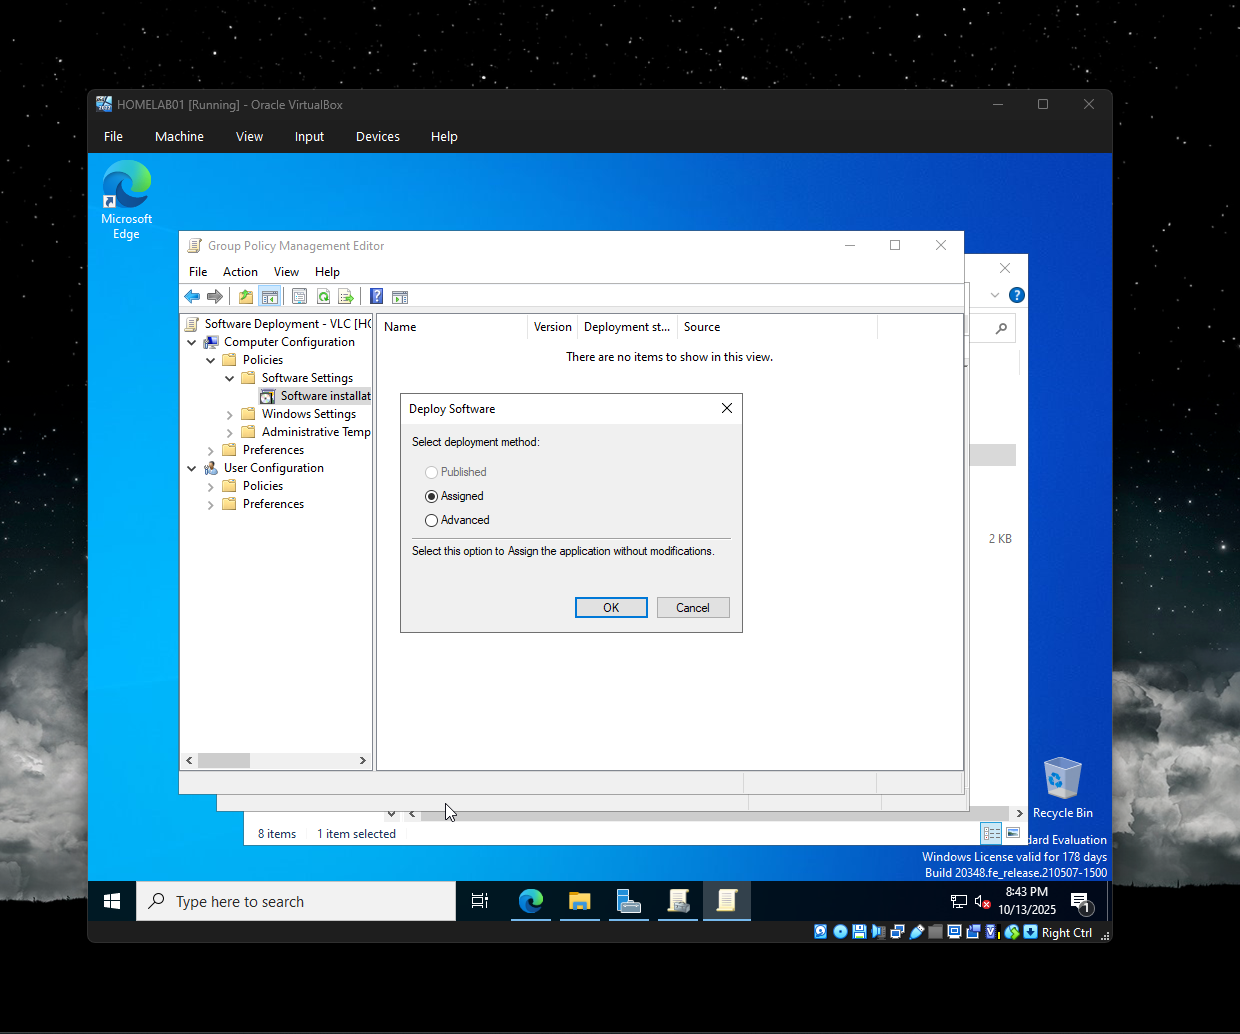 HOMELAB01 [Running] - Oracle VirtualBox
File Machine View Input Devices Help
Microsoft
Edge
Group Policy Management Editor
File Action View Help
Software Deployment - VLC [HO
Computer Configuration
Policies
Software Settings
Software installat
Windows Settings
Administrative Temp
Preferences
User Configuration
Policies
Preferences
Name Version Deployment st... Source
There are no items to show in this view.
Deploy Software
Select deployment method:
Published
Assigned
Advanced
Select this option to Assign the application without modifications.
OK Cancel
2 KB
8 items 1 item selected
Recycle Bin
dard Evaluation
Windows License valid for 178 days
Build 20348.fe_release.210507-1500
Type here to search
8:43 PM
10/13/2025
1
Right Ctrl